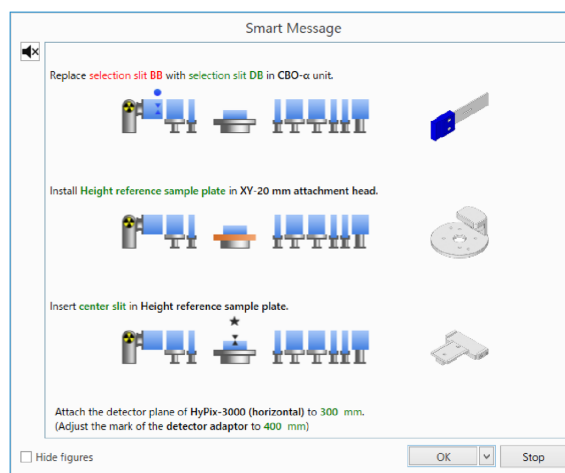 Smart Message
Replace selection slit BB with selection slit DB in CBO-α unit.
Install Height reference sample plate in XY-20 mm attachment head.
Insert center slit in Height reference sample plate.
Attach the detector plane of HyPix-3000 (horizontal) to 300 mm.
(Adjust the mark of the detector adaptor to 400 mm)
Hide figures
OK
Stop